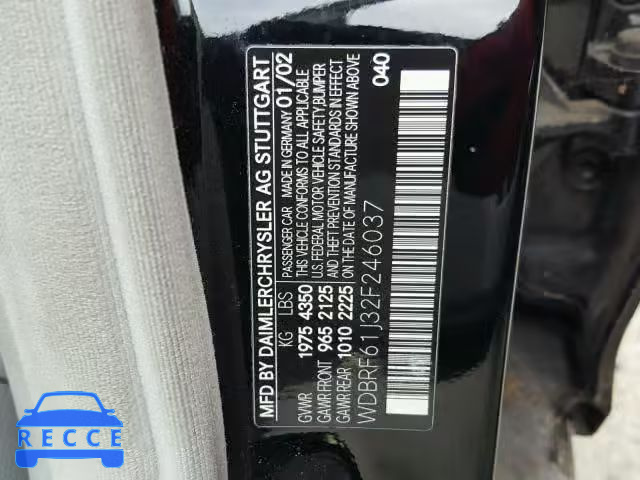 MFD BY DAIMLERCHRYSLER AG STUTTGART
KG LBS PASSENGER CAR MADE IN GERMANY 01/02
GVWR 1975 4350 THIS VEHICLE CONFORMS TO ALL APPLICABLE
GAWR FRONT 965 2125 U.S. FEDERAL MOTOR VEHICLE SAFETY/BUMPER
AND THEFT PREVENTION STANDARDS IN EFFECT
GAWR REAR 1010 2225 ON THE DATE OF MANUFACTURE SHOWN ABOVE
WDBRF61J32F246037 040
RECCE